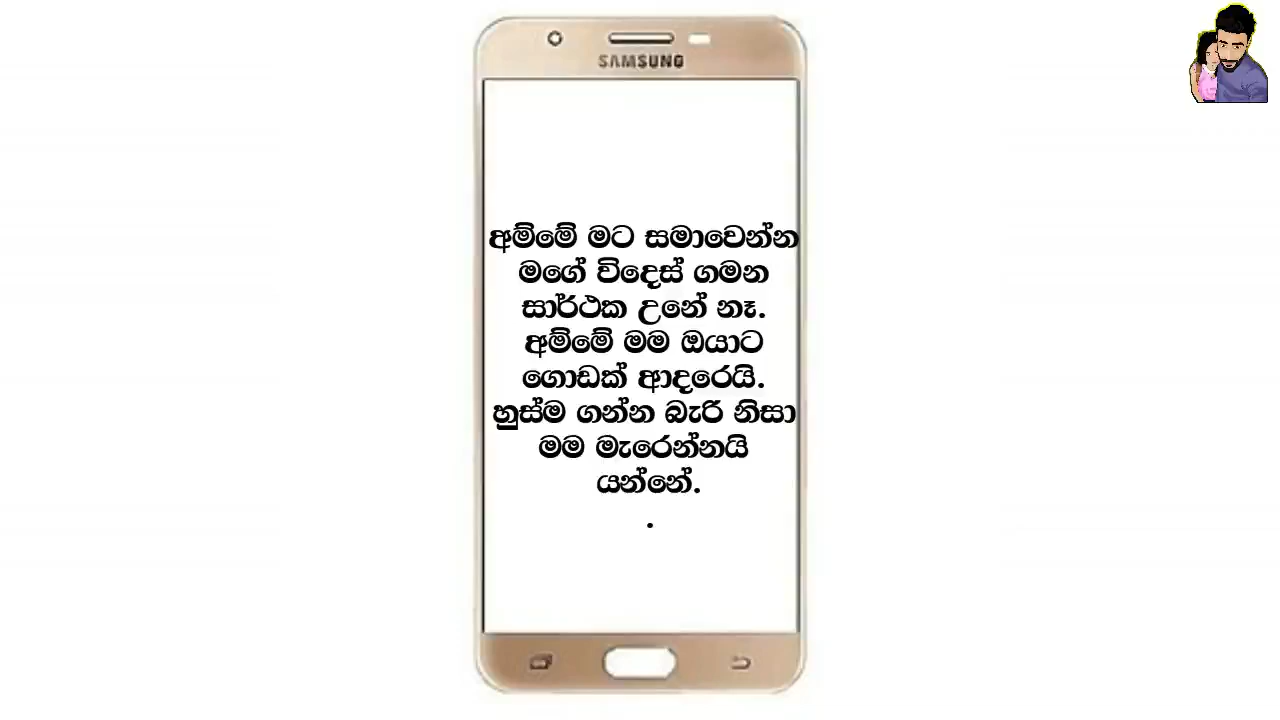 SAMSUNG
අම්මේ මට සමාවෙන්න
මගේ විදෙස් ගමන
සාර්ථක උනේ නෑ.
අම්මේ මම ඔයාට
ගොඩක් ආදරෙයි.
හුස්ම ගන්න බැරි නිසා
මම මැරෙන්නයි
යන්නේ.
.